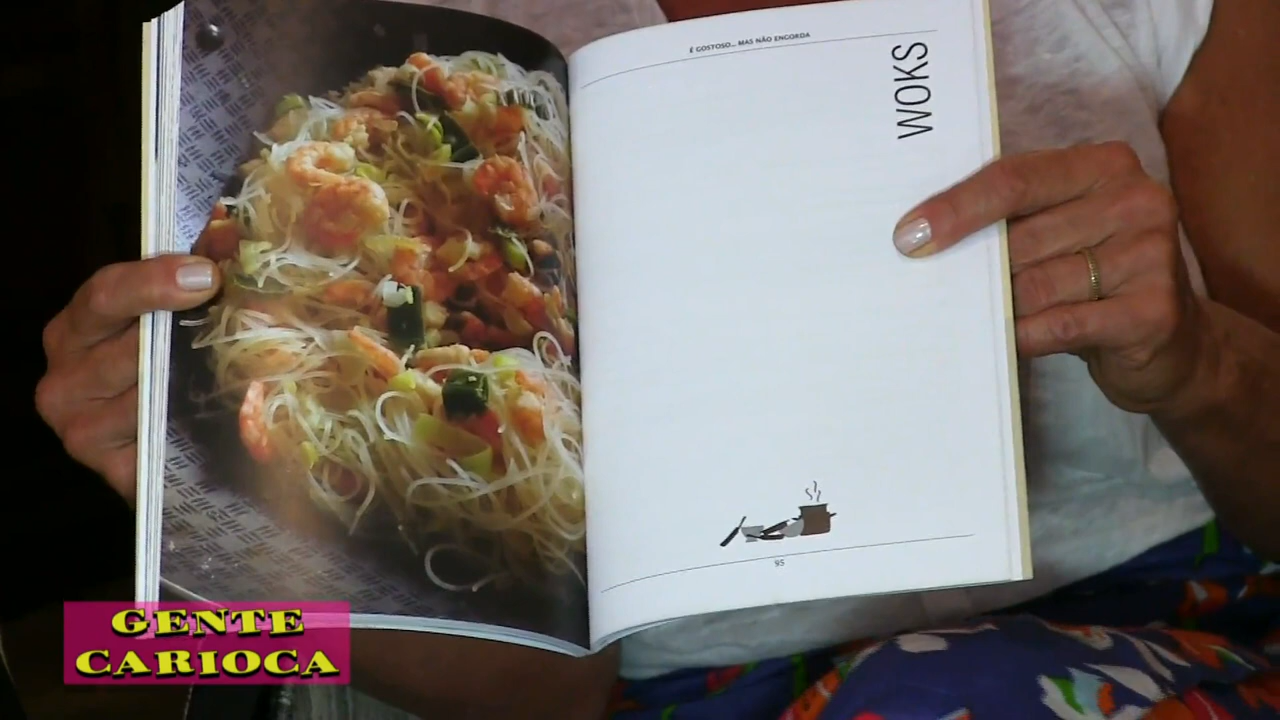 É GOSTOSO... MAS NÃO ENGORDA
WOKS
95
GENTE
CARIOCA